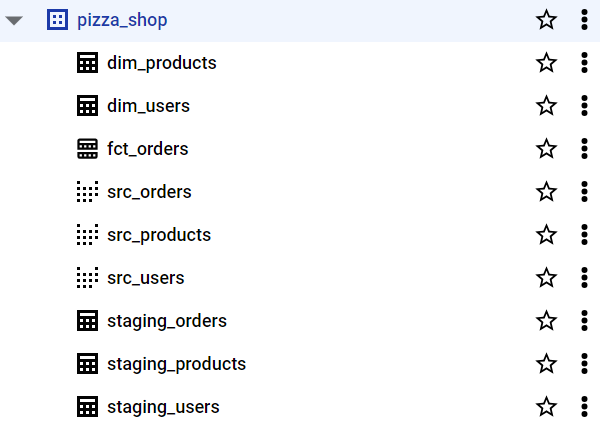 pizza_shop
dim_products
dim_users
fct_orders
src_orders
src_products
src_users
staging_orders
staging_products
staging_users